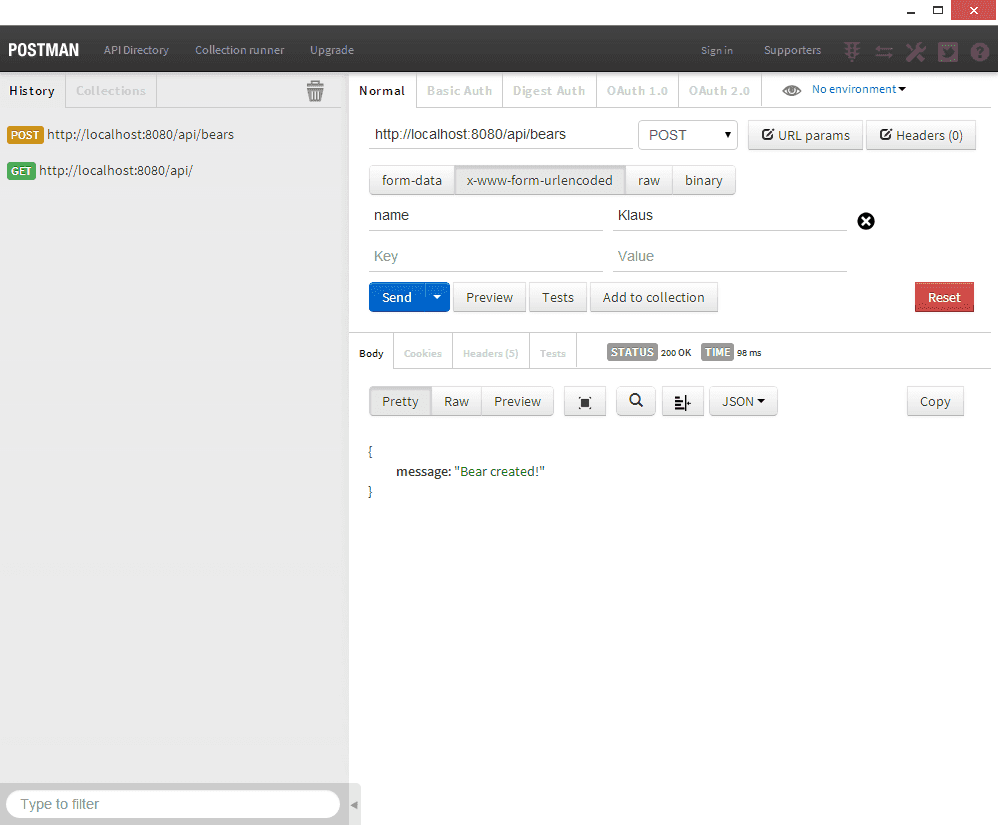 POSTMAN API Directory Collection runner Upgrade Sign in Supporters ?
History Collections
POST http://localhost:8080/api/bears
GET http://localhost:8080/api/
Type to filter
Normal Basic Auth Digest Auth OAuth 1.0 OAuth 2.0 No environment
http://localhost:8080/api/bears POST URL params Headers (0)
form-data x-www-form-urlencoded raw binary
name Klaus
Key Value
Send Preview Tests Add to collection Reset
Body Cookies Headers (5) Tests STATUS 200 OK TIME 98 ms
Pretty Raw Preview JSON Copy
{
message: "Bear created!"
}